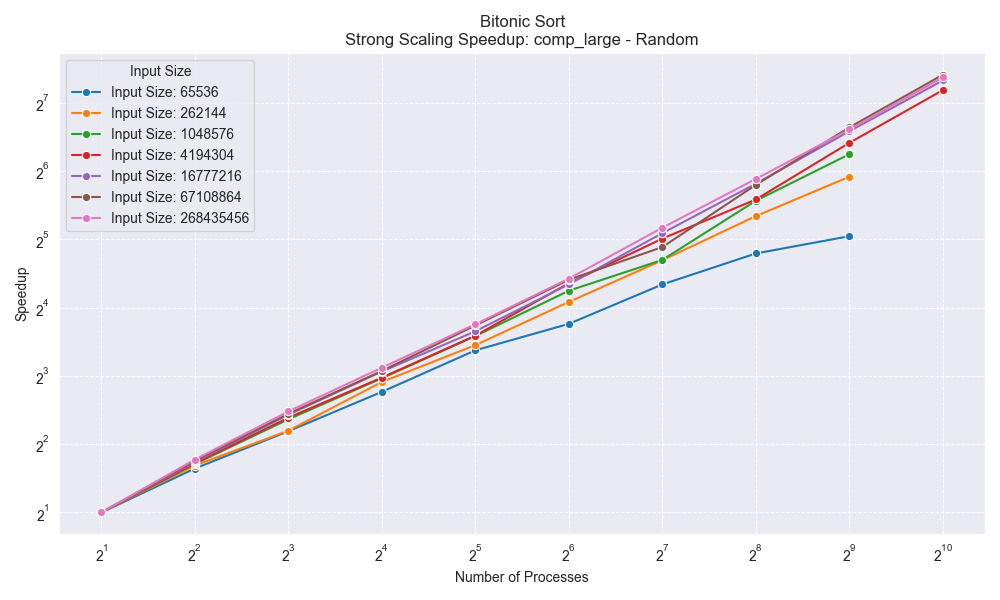 Bitonic Sort
Strong Scaling Speedup: comp_large - Random
Input Size
Input Size: 65536
Input Size: 262144
Input Size: 1048576
Input Size: 4194304
Input Size: 16777216
Input Size: 67108864
Input Size: 268435456
Speedup
2^7
2^6
2^5
2^4
2^3
2^2
2^1
2^1 2^2 2^3 2^4 2^5 2^6 2^7 2^8 2^9 2^10
Number of Processes